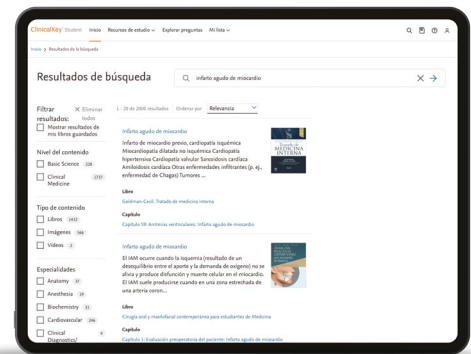 ClinicalKey Student Inicio Recursos de estudio Explorar preguntas Mi lista
Inicio > Resultados de la búsqueda
Resultados de búsqueda
infarto agudo de miocardio
Filtrar resultados:
Eliminar todos
1 - 20 de 2000 resultados Ordenar por Relevancia
Mostrar resultados de
mis libros guardados
Nivel del contenido
Basic Science 228
Clinical
Medicine
Tipo de contenido
Libros
Imágenes
Vídeos 2
Especialidades
Anatomy 37
Anesthesia
Biochemistry
Cardiovascular
Clinical
Diagnostics/
Infarto agudo de miocardio
Infarto de miocardio previo, cardiopatía isquémica
Miocardiopatía dilatada no isquémica Cardiopatía
hipertensiva Cardiopatía valvular Sarcoidosis cardíaca
Amiloidosis cardíaca Otras enfermedades infiltrantes (p. ej.,
enfermedad de Chagas) Tumores ...
Libro
Goldman-Cecil. Tratado de medicina interna
Capítulo
Capítulo 59: Arritmias ventriculares: Infarto agudo de miocardio
Tratado de
MEDICINA
INTERNA
Infarto agudo de miocardio
El IAM ocurre cuando la isquemia (resultado de un
desequilibrio entre el aporte y la demanda de oxígeno) no se
alivia y produce disfunción y muerte celular en el miocardio.
El IAM suele producirse cuando en una zona estrechada de
una arteria coron...
Libro
Cirugía oral y maxilofacial contemporánea para estudiantes de Medicina
Capítulo
Capítulo 1: Evaluación preoperatoria del paciente: Infarto agudo de miocardio